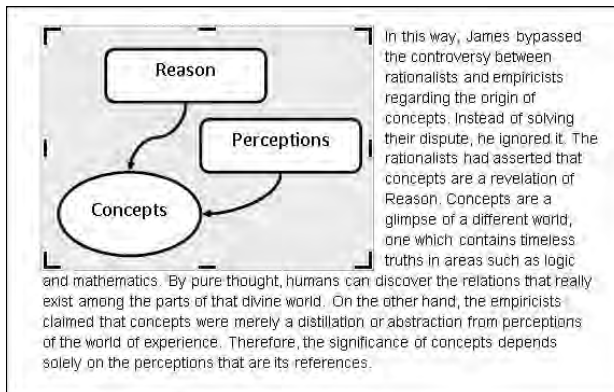 Reason
Perceptions
Concepts
In this way, James bypassed
the controversy between
rationalists and empiricists
regarding the origin of
concepts. Instead of solving
their dispute, he ignored it. The
rationalists had asserted that
concepts are a revelation of
Reason. Concepts are a
glimpse of a different world,
one which contains timeless
truths in areas such as logic
and mathematics. By pure thought, humans can discover the relations that really
exist among the parts of that divine world. On the other hand, the empiricists
claimed that concepts were merely a distillation or abstraction from perceptions
of the world of experience. Therefore, the significance of concepts depends
solely on the perceptions that are its references.